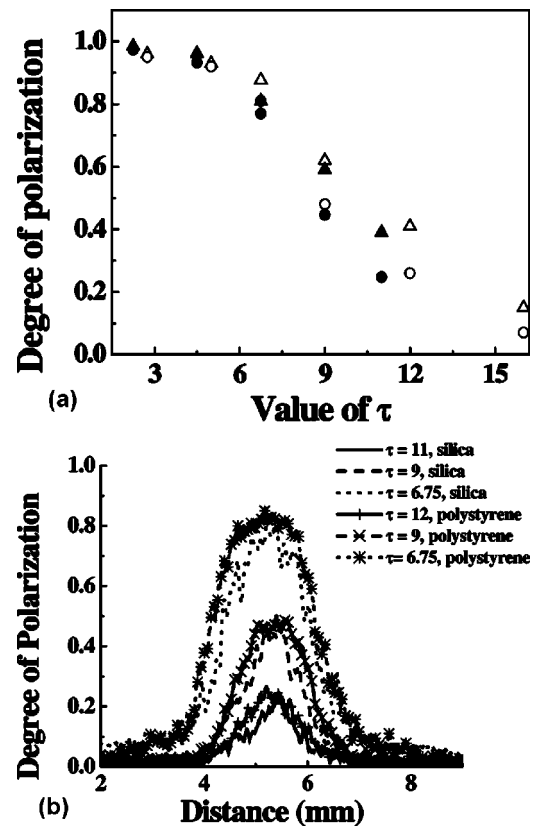 Degree of polarization
1.0
0.8
0.6
0.4
0.2
0.0
3 6 9 12 15
(a)
Value of τ
τ = 11, silica
τ = 9, silica
τ = 6.75, silica
τ = 12, polystyrene
τ = 9, polystyrene
τ= 6.75, polystyrene
Degree of Polarization
1.0
0.8
0.6
0.4
0.2
0.0
2 4 6 8
(b)
Distance (mm)